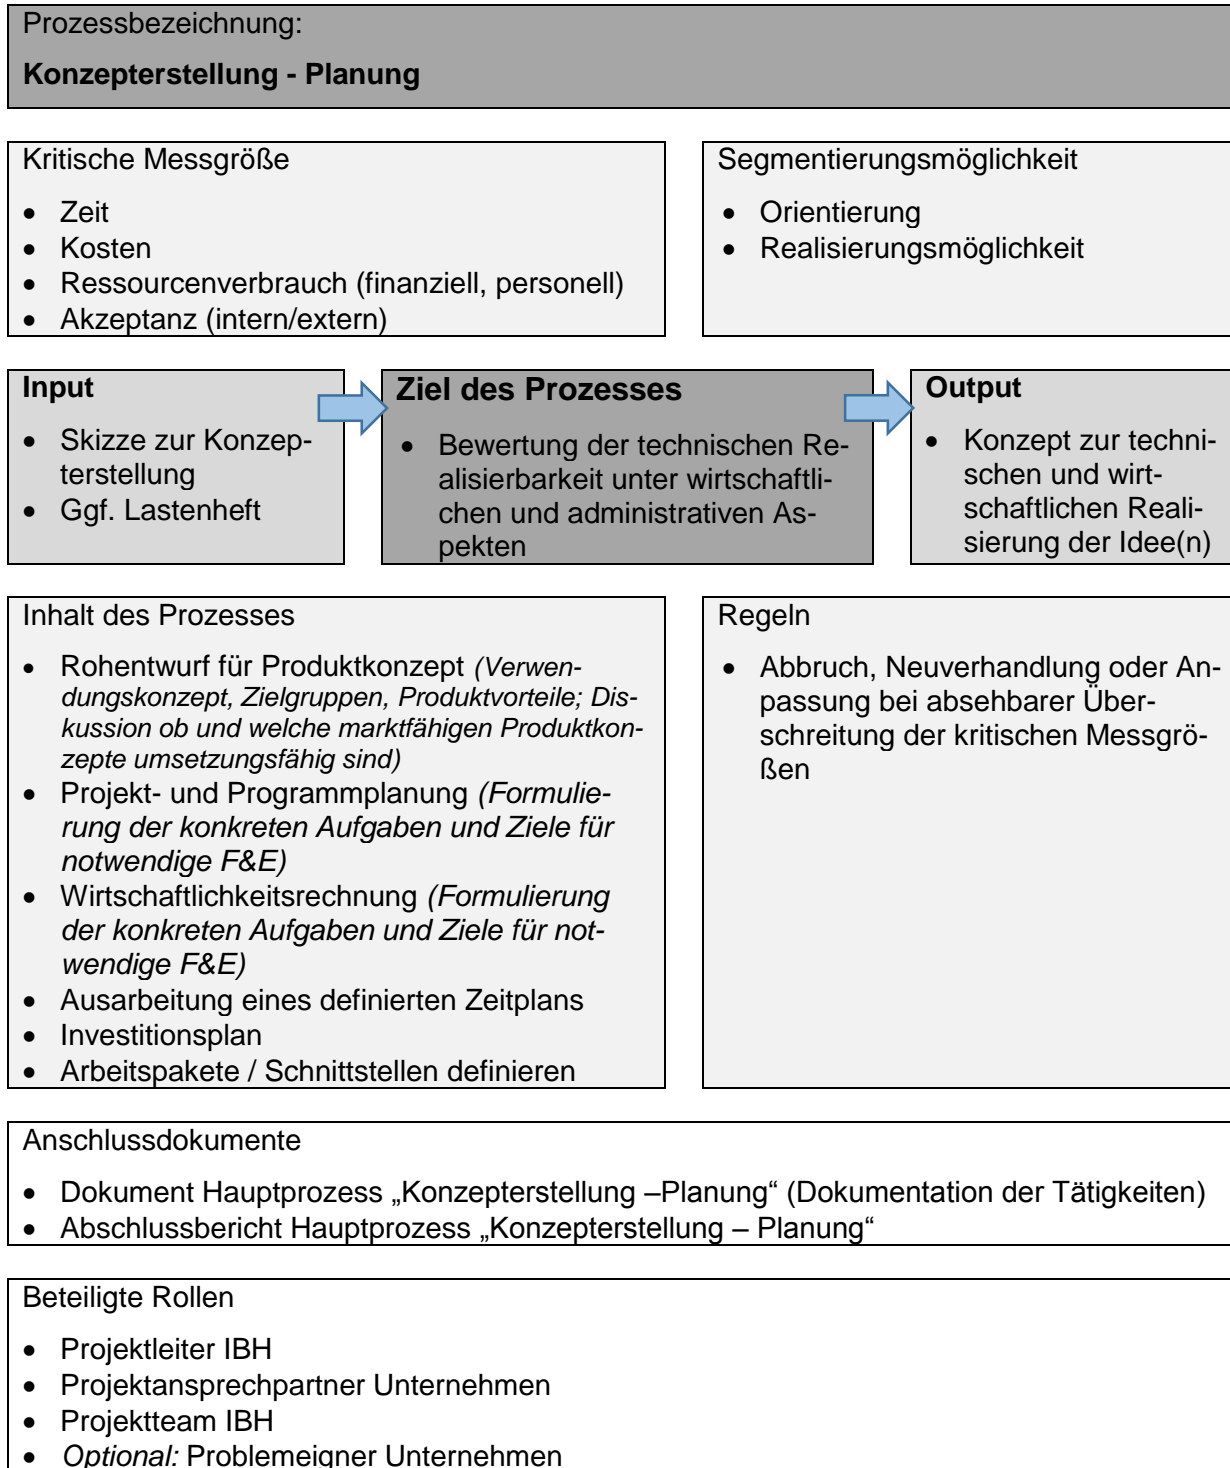 Prozessbezeichnung:
Konzepterstellung - Planung
Kritische Messgröße
• Zeit
• Kosten
• Ressourcenverbrauch (finanziell, personell)
• Akzeptanz (intern/extern)
Segmentierungsmöglichkeit
• Orientierung
• Realisierungsmöglichkeit
Input
• Skizze zur Konzep-
terstellung
• Ggf. Lastenheft
Ziel des Prozesses
• Bewertung der technischen Re-
alisierbarkeit unter wirtschaftli-
chen und administrativen As-
pekten
Output
• Konzept zur techni-
schen und wirt-
schaftlichen Reali-
sierung der Idee(n)
Inhalt des Prozesses
• Rohentwurf für Produktkonzept (Verwen-
dungskonzept, Zielgruppen, Produktvorteile; Dis-
kussion ob und welche marktfähigen Produktkon-
zepte umsetzungsfähig sind)
• Projekt- und Programmplanung (Formulie-
rung der konkreten Aufgaben und Ziele für
notwendige F&E)
• Wirtschaftlichkeitsrechnung (Formulierung
der konkreten Aufgaben und Ziele für not-
wendige F&E)
• Ausarbeitung eines definierten Zeitplans
• Investitionsplan
• Arbeitspakete / Schnittstellen definieren
Regeln
• Abbruch, Neuverhandlung oder An-
passung bei absehbarer Über-
schreitung der kritischen Messgrö-
ßen
Anschlussdokumente
• Dokument Hauptprozess „Konzepterstellung –Planung“ (Dokumentation der Tätigkeiten)
• Abschlussbericht Hauptprozess „Konzepterstellung – Planung“
Beteiligte Rollen
• Projektleiter IBH
• Projektansprechpartner Unternehmen
• Projektteam IBH
• Optional: Problemeigner Unternehmen